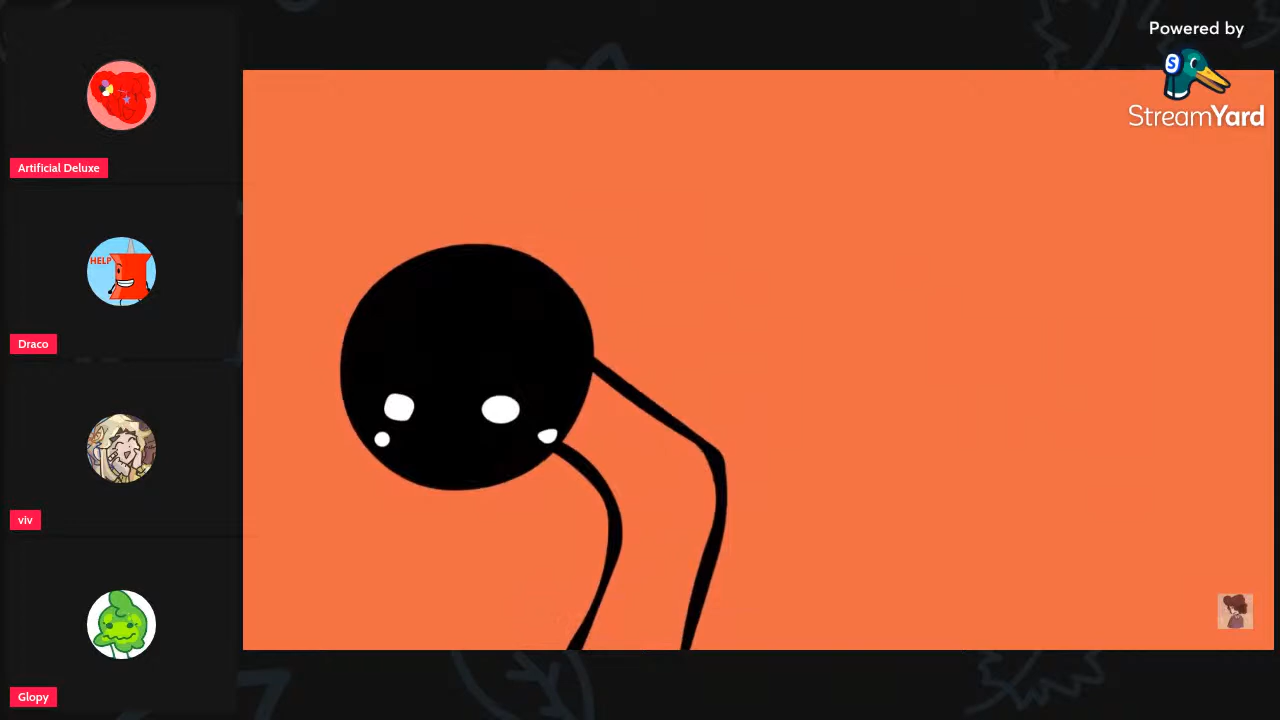 Powered by
StreamYard
Artificial Deluxe
HELP
Draco
viv
Glopy